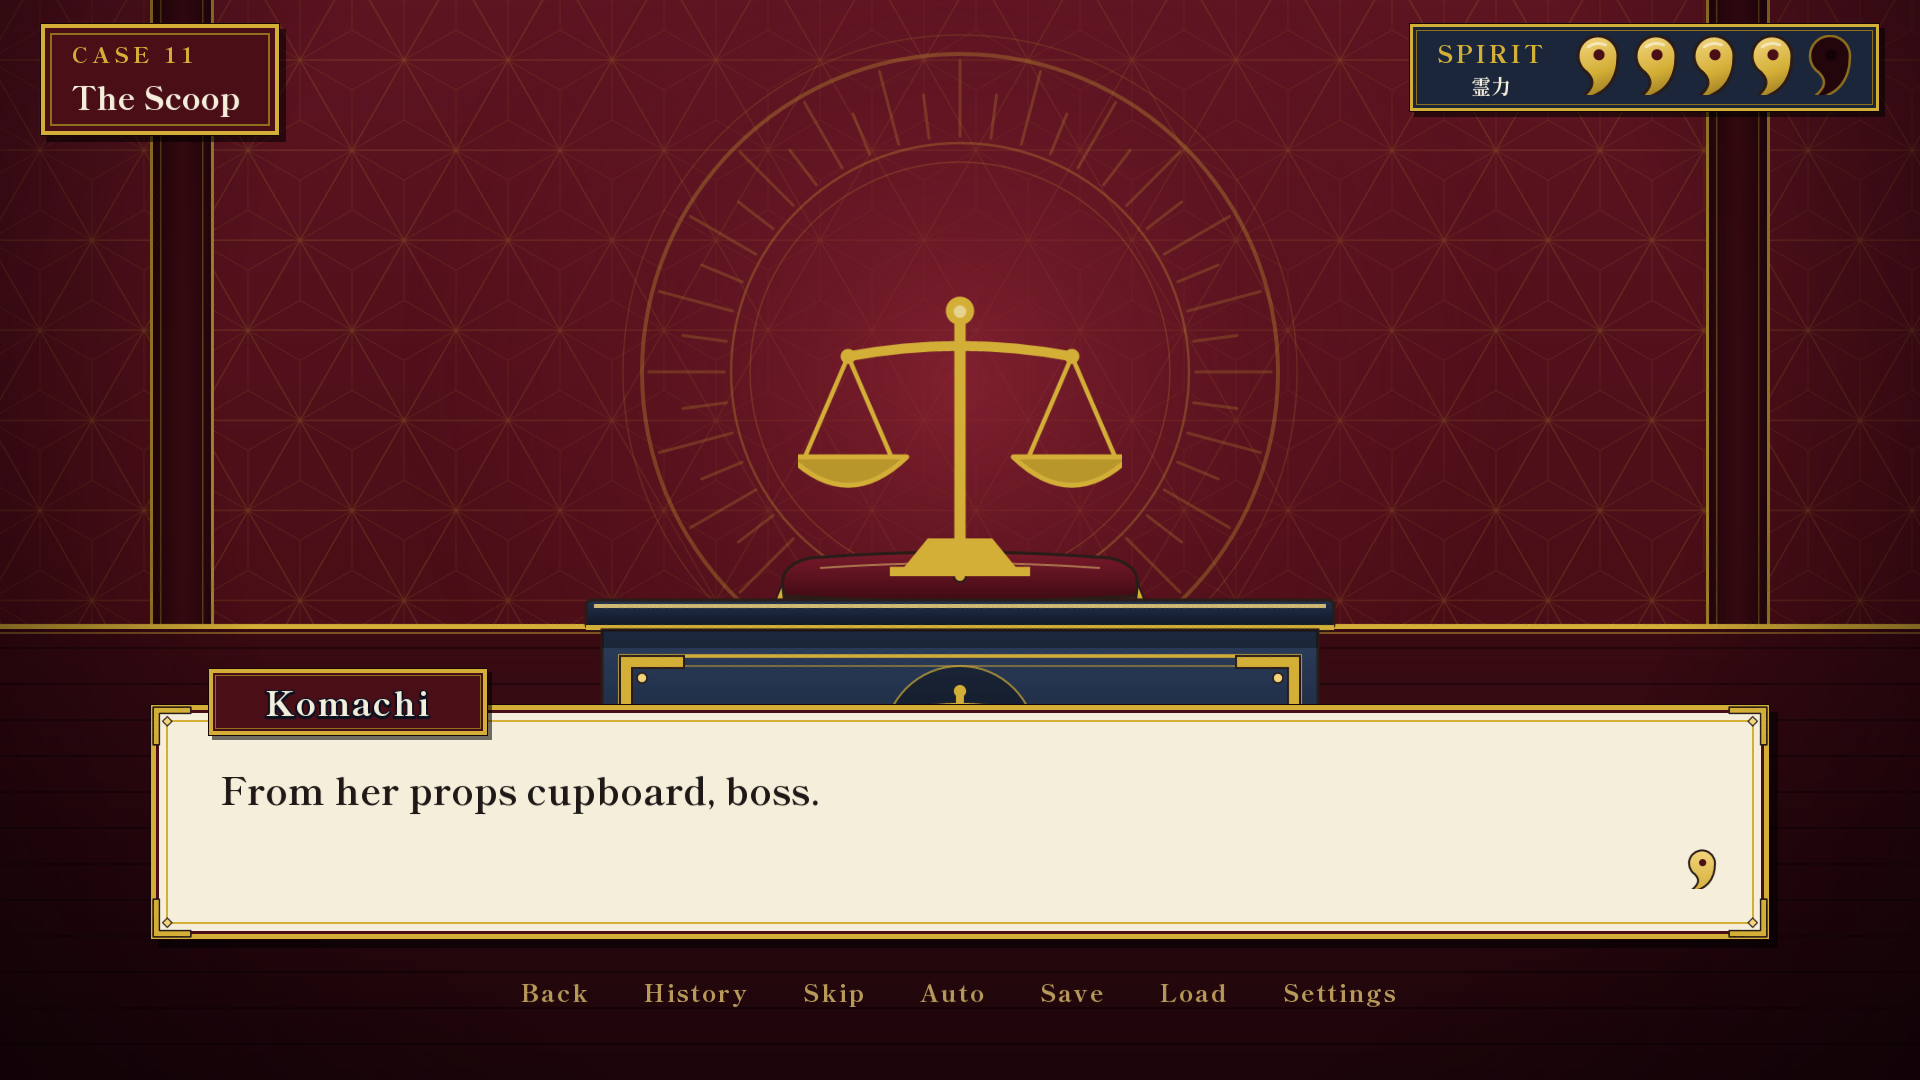 CASE 11
The Scoop
SPIRIT
霊力
Komachi
From her props cupboard, boss.
Back History Skip Auto Save Load Settings